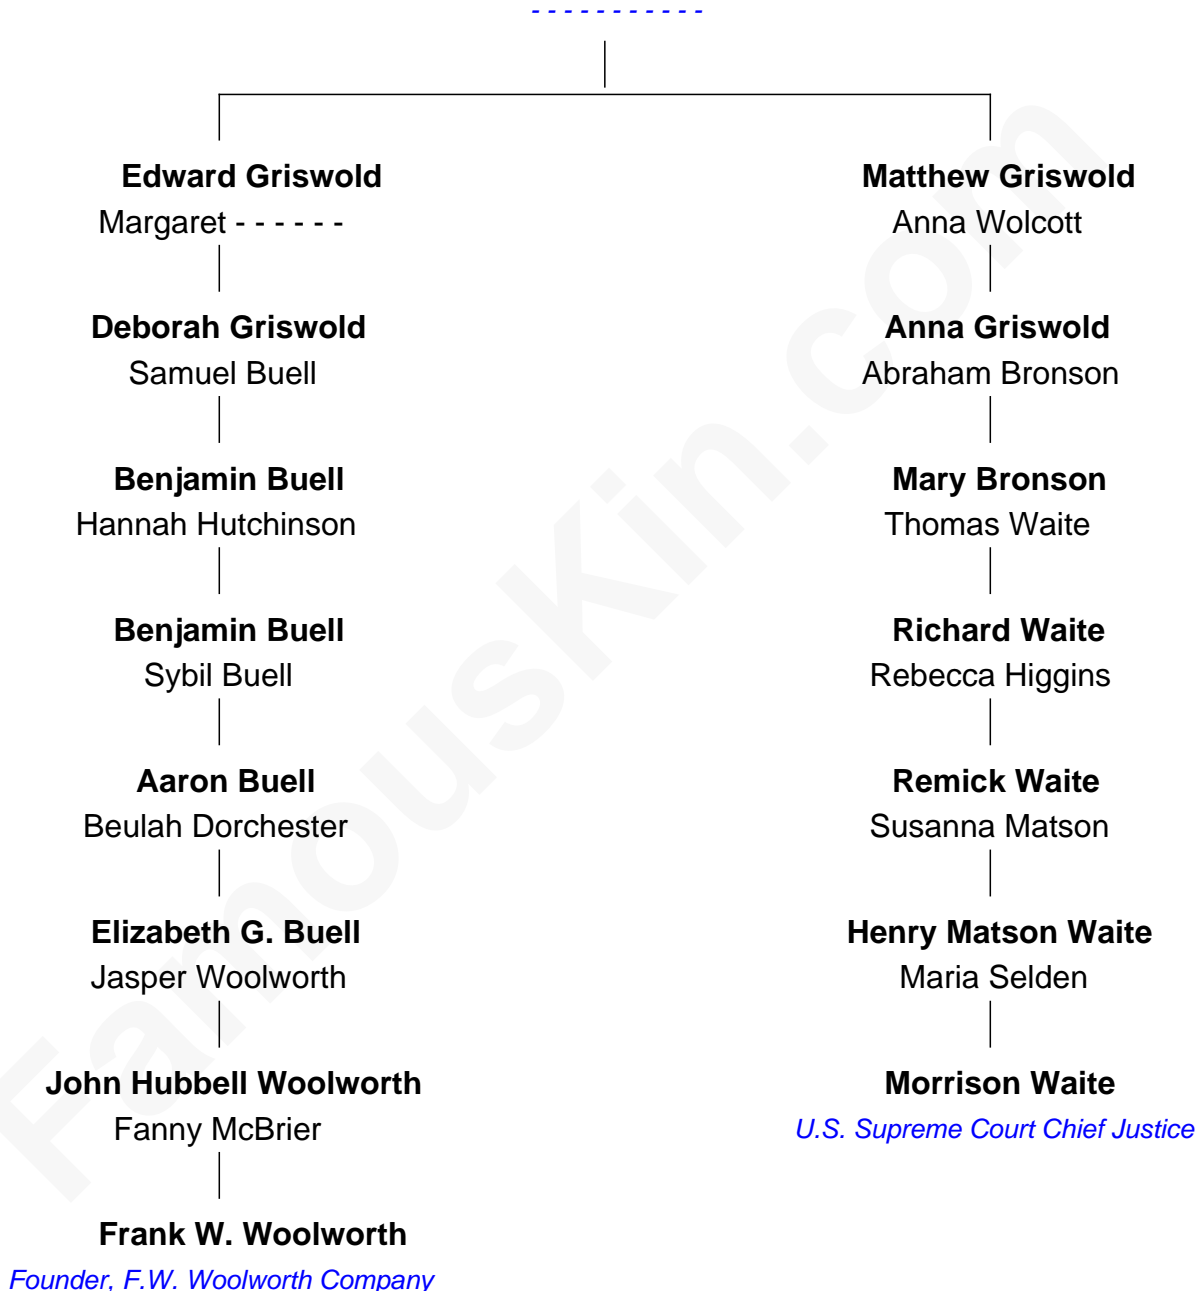 - - - - - - - - - - -
Edward Griswold
Margaret - - - - - -
Deborah Griswold
Samuel Buell
Benjamin Buell
Hannah Hutchinson
Benjamin Buell
Sybil Buell
Aaron Buell
Beulah Dorchester
Elizabeth G. Buell
Jasper Woolworth
John Hubbell Woolworth
Fanny McBrier
Frank W. Woolworth
Founder, F.W. Woolworth Company
Matthew Griswold
Anna Wolcott
Anna Griswold
Abraham Bronson
Mary Bronson
Thomas Waite
Richard Waite
Rebecca Higgins
Remick Waite
Susanna Matson
Henry Matson Waite
Maria Selden
Morrison Waite
U.S. Supreme Court Chief Justice
FamousKin.com